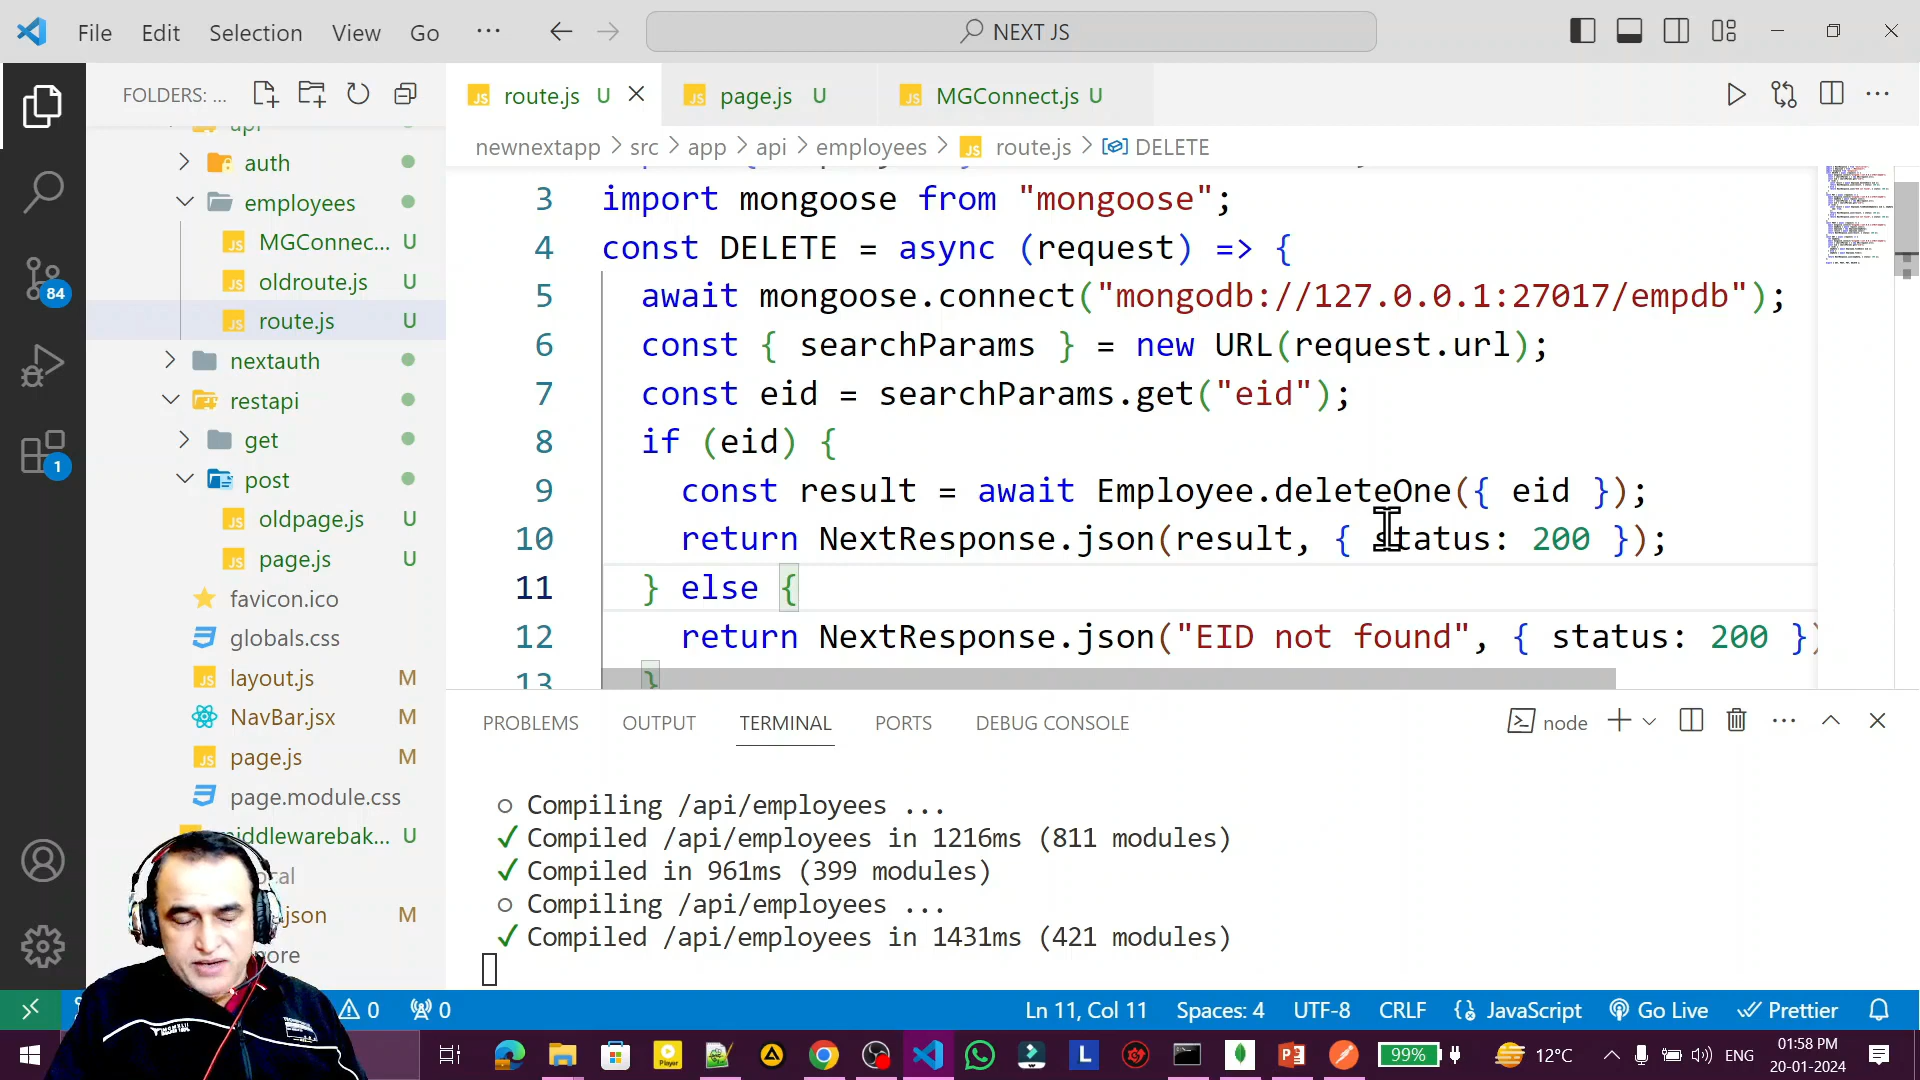 File Edit Selection View Go ··· NEXT JS
FOLDERS: ...
route.js U
page.js U
MGConnect.js U
newnextapp > src > app > api > employees > route.js > DELETE
api
auth
employees
MGConnec... U
oldroute.js U
route.js U
nextauth
restapi
get
post
oldpage.js U
page.js U
favicon.ico
globals.css
layout.js M
NavBar.jsx M
page.js M
page.module.css
middlewarebak... U
84
1
3 import mongoose from "mongoose";
4 const DELETE = async (request) => {
5 await mongoose.connect("mongodb://127.0.0.1:27017/empdb");
6 const { searchParams } = new URL(request.url);
7 const eid = searchParams.get("eid");
8 if (eid) {
9 const result = await Employee.deleteOne({ eid });
10 return NextResponse.json(result, { status: 200 });
11 } else {
12 return NextResponse.json("EID not found", { status: 200 })
13 }
PROBLEMS OUTPUT TERMINAL PORTS DEBUG CONSOLE
node
○ Compiling /api/employees ...
✓ Compiled /api/employees in 1216ms (811 modules)
✓ Compiled in 961ms (399 modules)
○ Compiling /api/employees ...
✓ Compiled /api/employees in 1431ms (421 modules)
0 0 Ln 11, Col 11 Spaces: 4 UTF-8 CRLF JavaScript Go Live Prettier
99% 12°C ENG 01:58 PM
20-01-2024